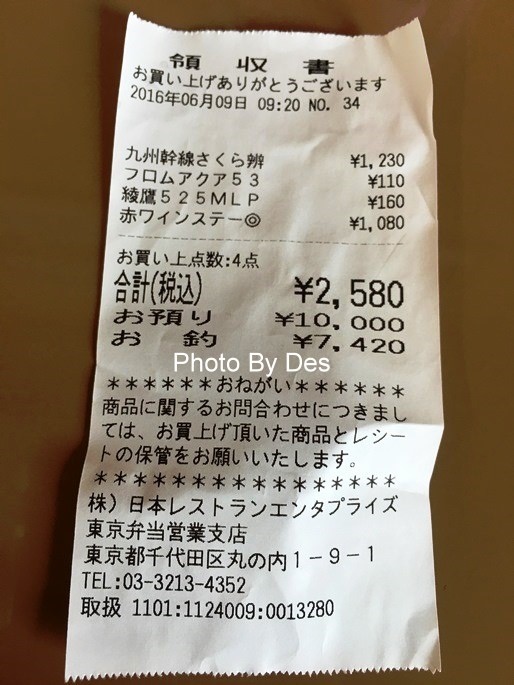 領 収 書
お買い上げありがとうございます
2016年06月09日 09:20 NO. 34
九州幹線さくら辨 ¥1,230
フロムアクア５３ ¥110
綾鷹５２５ＭＬＰ ¥160
赤ワインステー◎ ¥1,080
お買い上点数:4点
合計(税込) ¥2,580
お預り ¥10,000
お 釣 ¥7,420
Photo By Des
＊＊＊＊＊＊おねがい＊＊＊＊＊＊
商品に関するお問合わせにつきまし
ては、お買上げ頂いた商品とレシー
トの保管をお願いいたします。
＊＊＊＊＊＊＊＊＊＊＊＊＊＊＊＊
株）日本レストランエンタプライズ
東京弁当営業支店
東京都千代田区丸の内１－９－１
TEL:03-3213-4352
取扱 1101:1124009:0013280